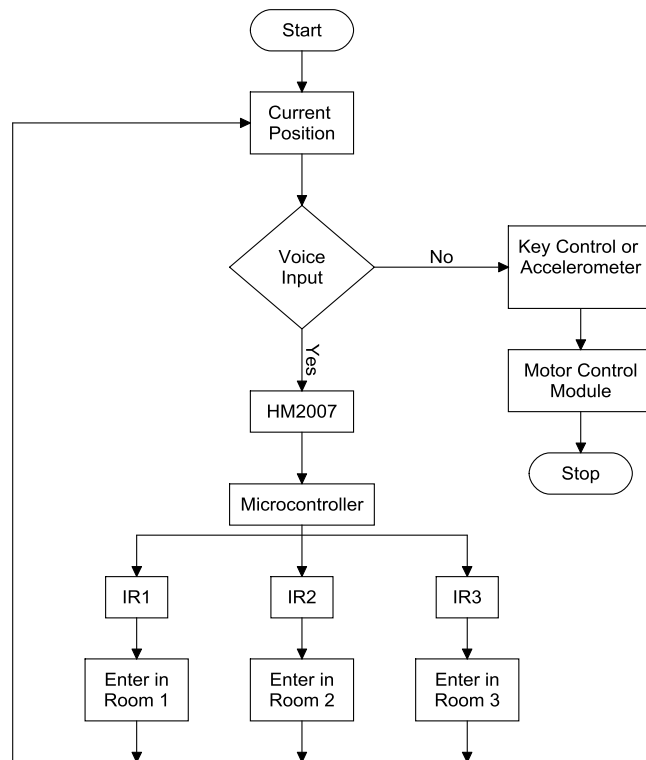 Start
Current
Position
Voice
Input
No
Key Control or
Accelerometer
Yes
Motor Control
Module
HM2007
Stop
Microcontroller
IR1
IR2
IR3
Enter in
Room 1
Enter in
Room 2
Enter in
Room 3